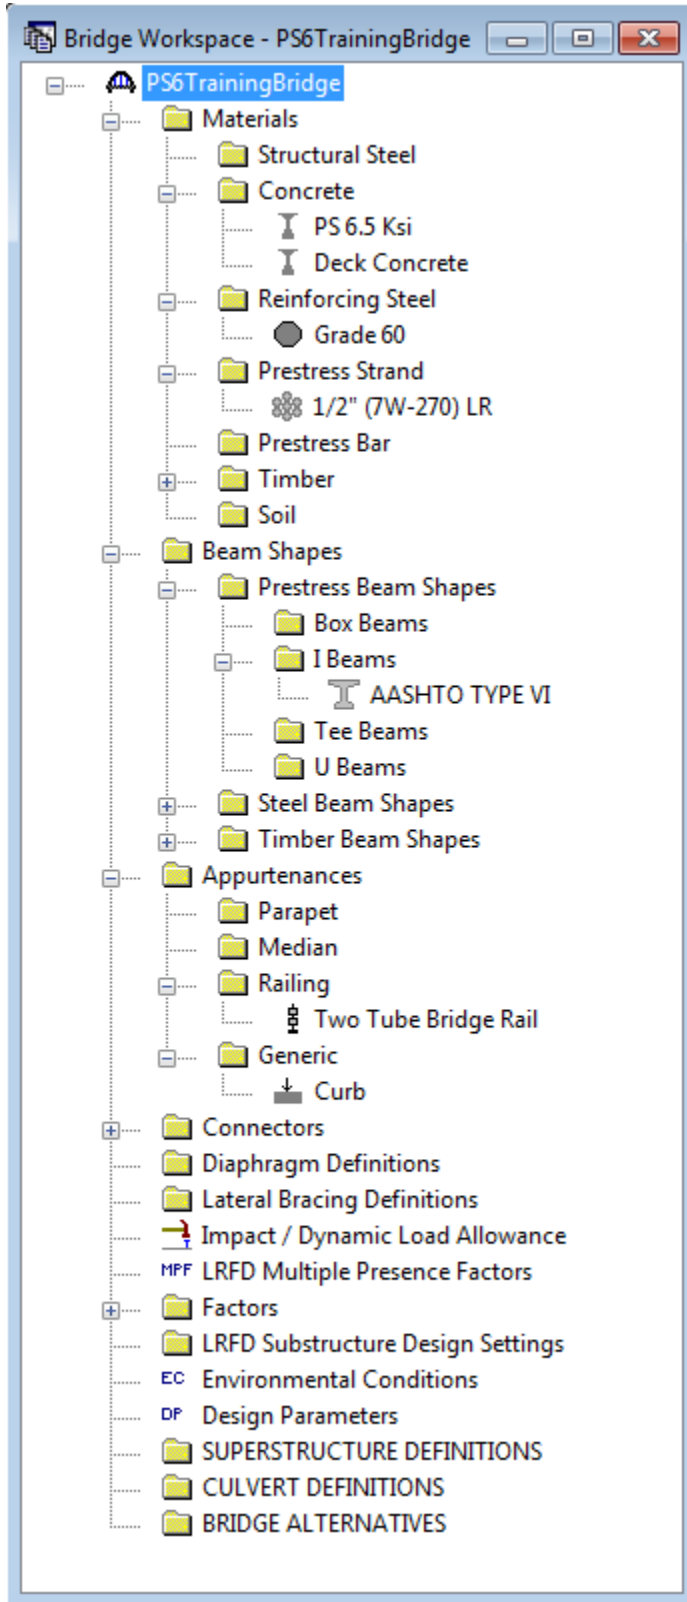 Bridge Workspace - PS6TrainingBridge
PS6TrainingBridge
Materials
Structural Steel
Concrete
PS 6.5 Ksi
Deck Concrete
Reinforcing Steel
Grade 60
Prestress Strand
1/2" (7W-270) LR
Prestress Bar
Timber
Soil
Beam Shapes
Prestress Beam Shapes
Box Beams
I Beams
AASHTO TYPE VI
Tee Beams
U Beams
Steel Beam Shapes
Timber Beam Shapes
Appurtenances
Parapet
Median
Railing
Two Tube Bridge Rail
Generic
Curb
Connectors
Diaphragm Definitions
Lateral Bracing Definitions
Impact / Dynamic Load Allowance
MPF LRFD Multiple Presence Factors
Factors
LRFD Substructure Design Settings
EC Environmental Conditions
DP Design Parameters
SUPERSTRUCTURE DEFINITIONS
CULVERT DEFINITIONS
BRIDGE ALTERNATIVES